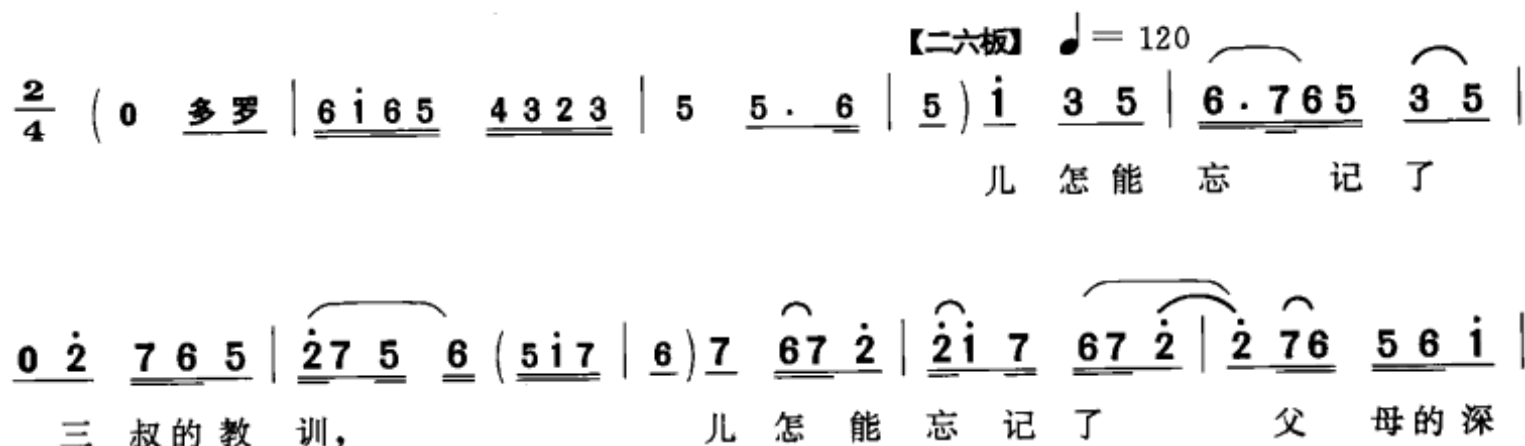 【二六板】 ♩= 120
2/4 ( 0 多 罗 | 6 i̇ 6 5 4 3 2 3 | 5 5 . 6 | 5 ) i̇ 3 5 | 6 . 7 6 5 3 5 |
儿 怎 能 忘 记 了
0 2̇ 7 6 5 | 2̇ 7 5 6 ( 5 i̇ 7 | 6 ) 7 6 7 2̇ | 2̇ i̇ 7 6 7 2̇ | 2̇ 7 6 5 6 i̇ |
三 叔 的 教 训， 儿 怎 能 忘 记 了 父 母 的 深